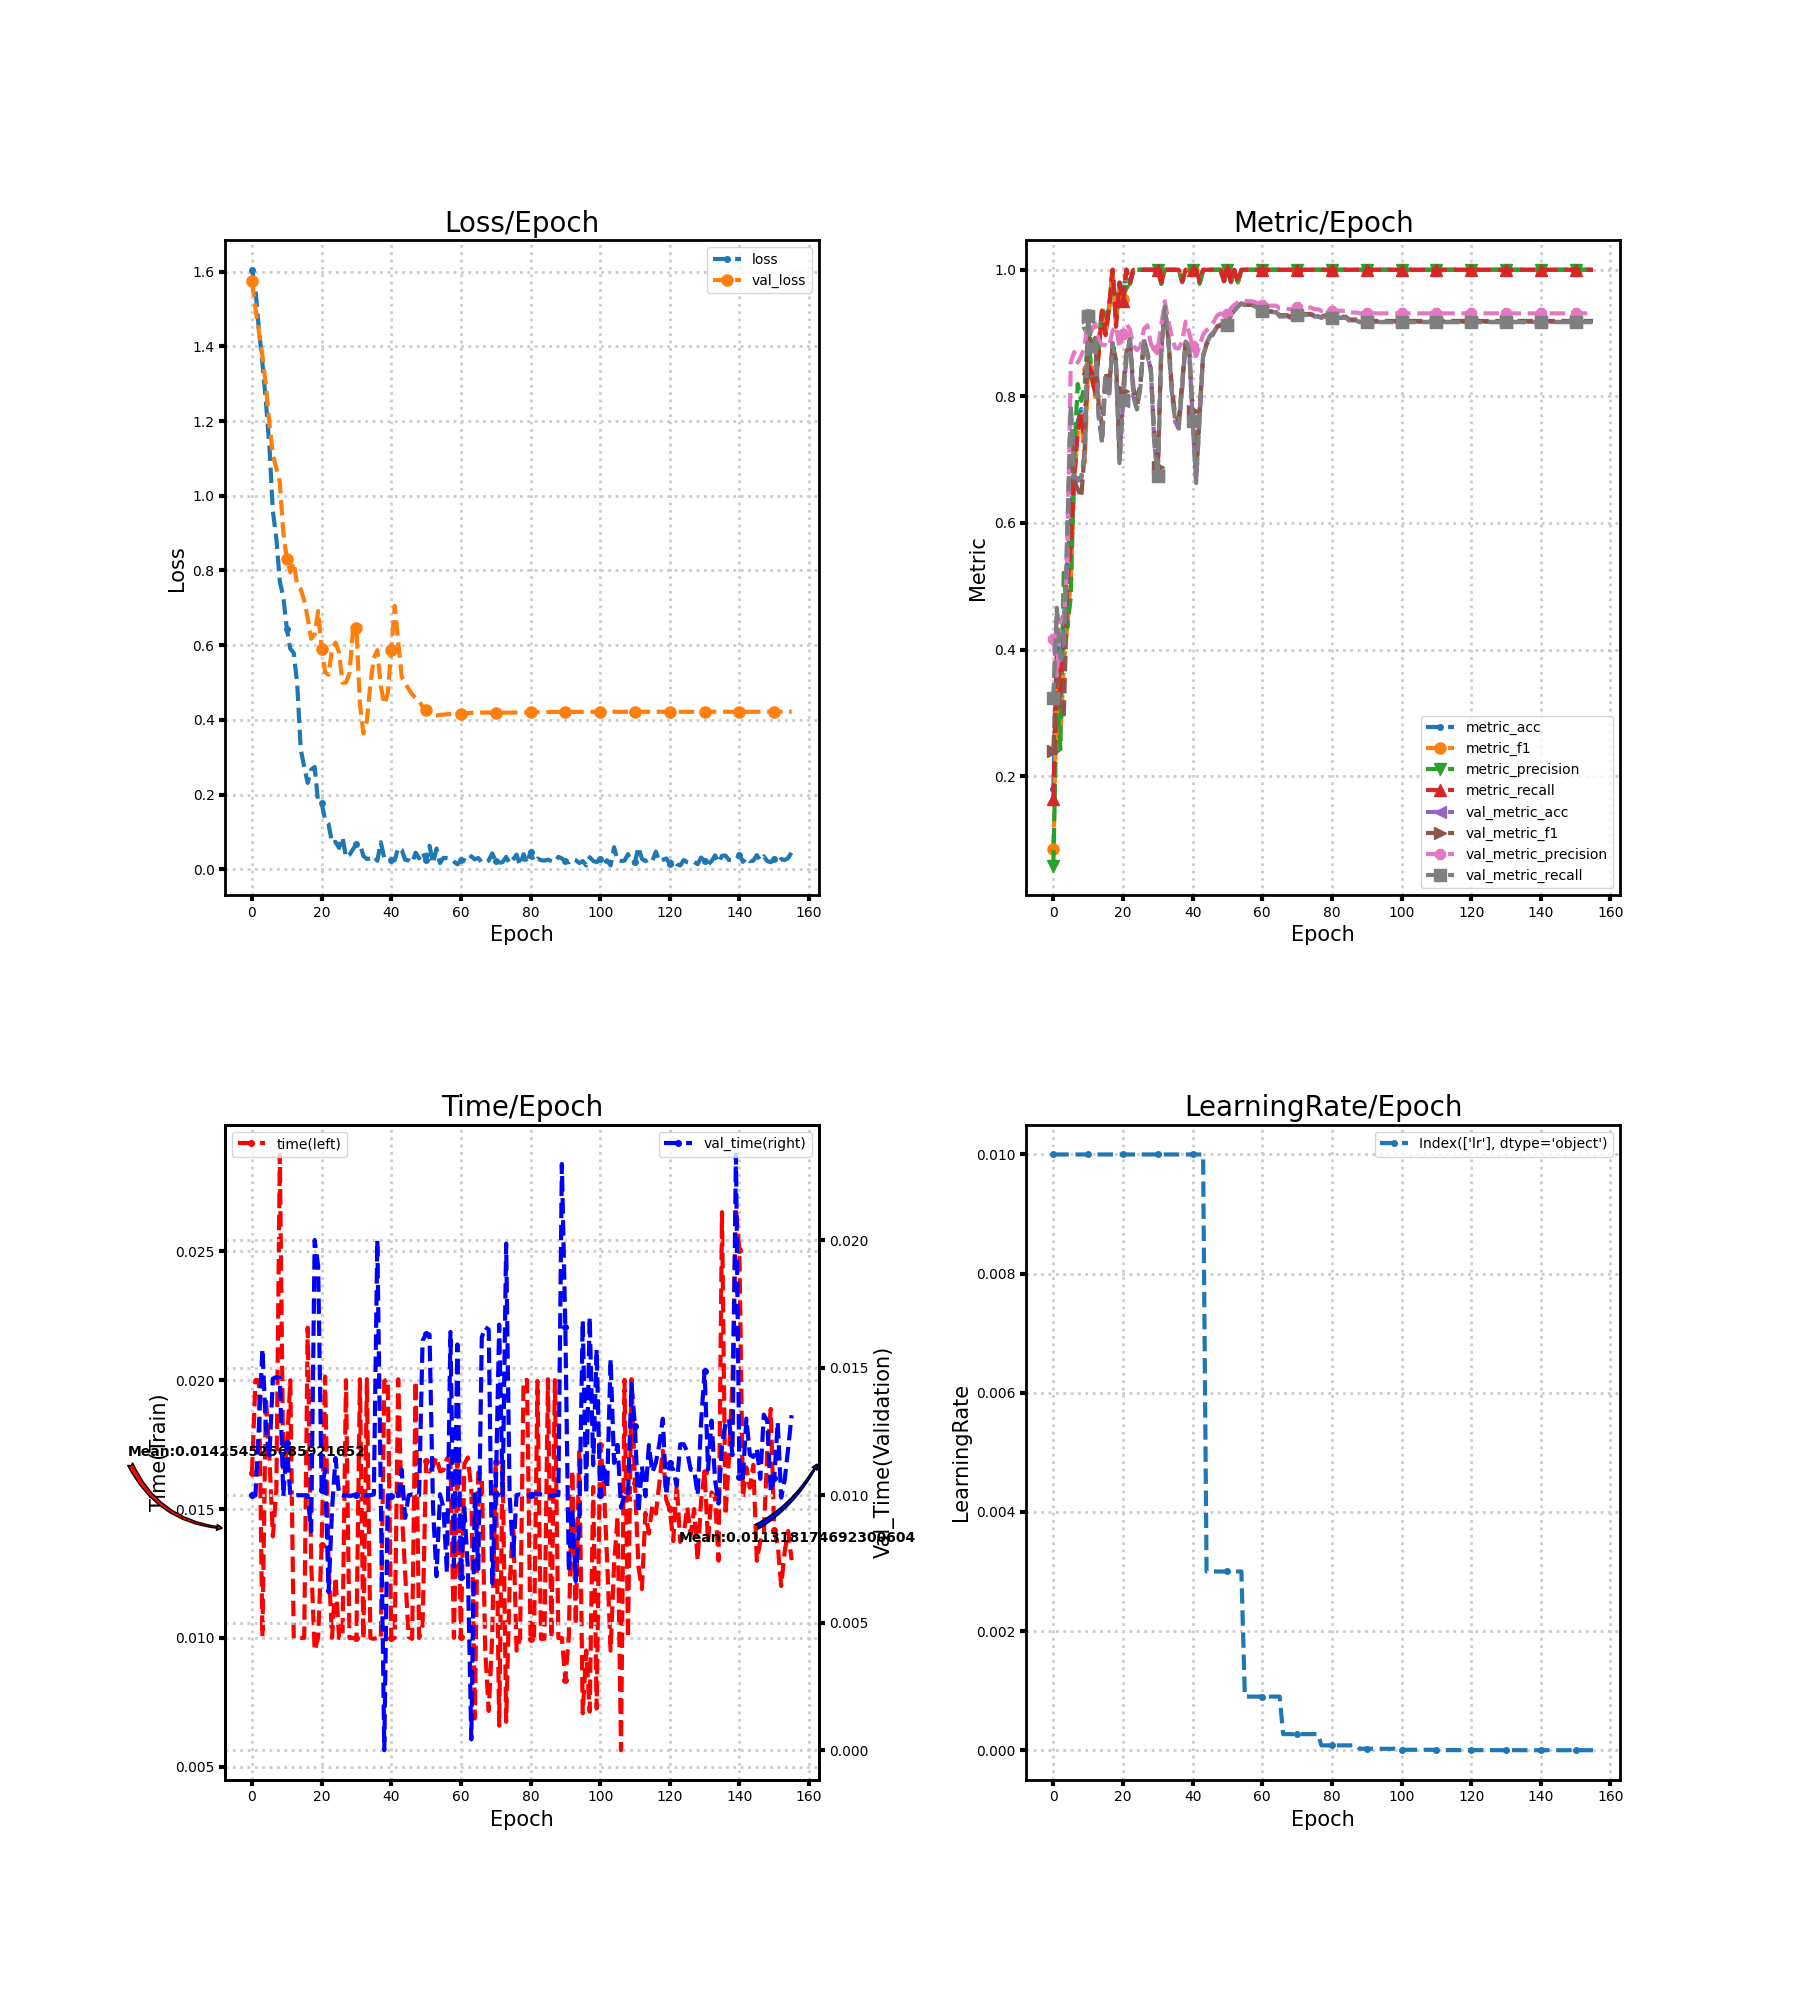 Loss/Epoch
loss
val_loss
1.6
1.4
1.2
1.0
0.8
0.6
0.4
0.2
0.0
Loss
0
20
40
60
80
100
120
140
160
Epoch
Metric/Epoch
1.0
0.8
0.6
0.4
0.2
Metric
metric_acc
metric_f1
metric_precision
metric_recall
val_metric_acc
val_metric_f1
val_metric_precision
val_metric_recall
0
20
40
60
80
100
120
140
160
Epoch
Time/Epoch
time(left)
val_time(right)
0.025
0.020
0.015
0.010
0.005
Time(Train)
0.020
0.015
0.010
0.005
0.000
Val_Time(Validation)
0
20
40
60
80
100
120
140
160
Epoch
LearningRate/Epoch
Index(['lr'], dtype='object')
0.010
0.008
0.006
0.004
0.002
0.000
LearningRate
0
20
40
60
80
100
120
140
160
Epoch